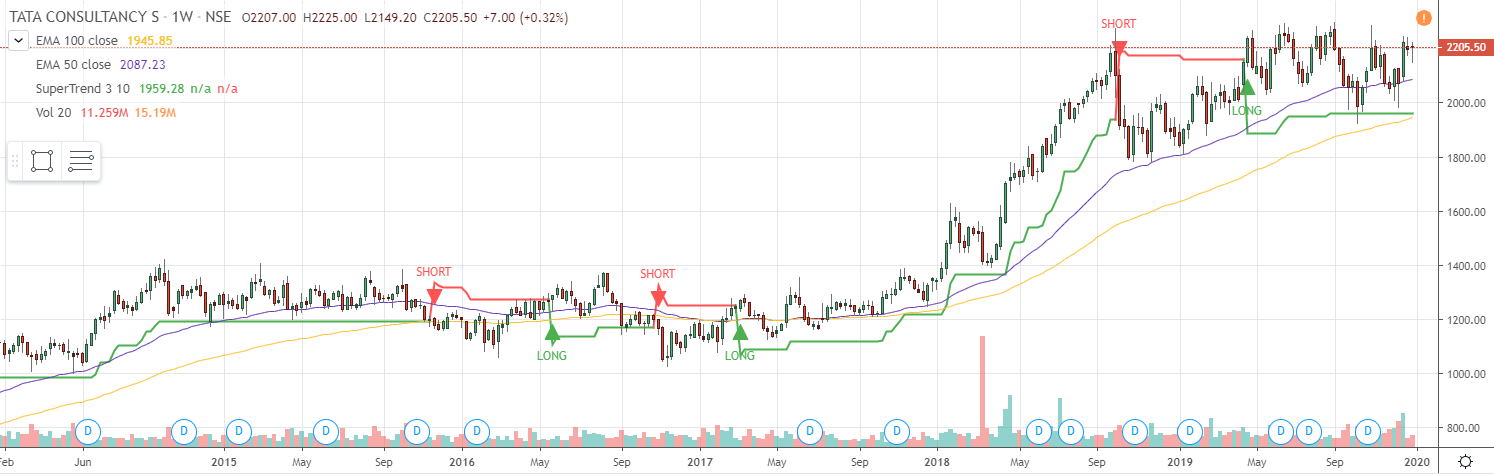 TATA CONSULTANCY S · 1W · NSE O2207.00 H2225.00 L2149.20 C2205.50 +7.00 (+0.32%)
EMA 100 close 1945.85
EMA 50 close 2087.23
SuperTrend 3 10 1959.28 n/a n/a
Vol 20 11.259M 15.19M
SHORT
!
2205.50
2000.00
LONG
1800.00
1600.00
1400.00
SHORT
SHORT
1200.00
LONG
LONG
1000.00
800.00
D D D D D D D D D D D D D D D
Feb Jun 2015 May Sep 2016 May Sep 2017 May Sep 2018 May Sep 2019 May Sep 2020